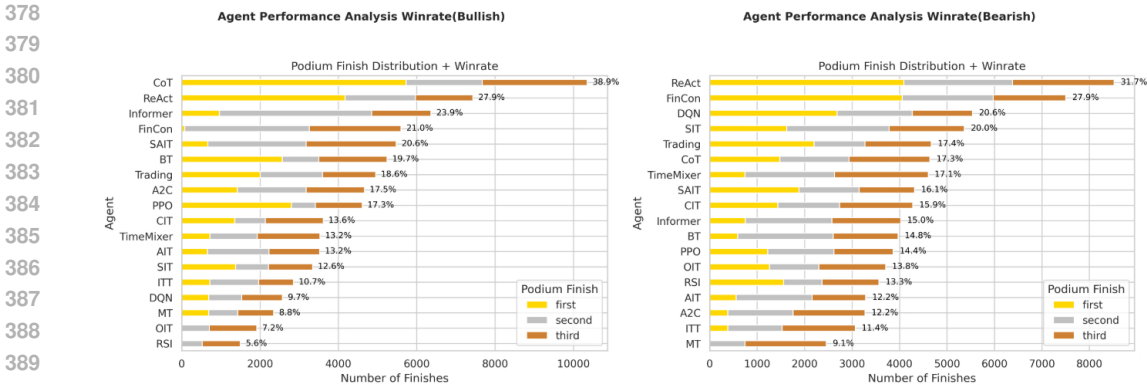 378
379
380
381
382
383
384
385
386
387
388
389
Agent Performance Analysis Winrate(Bullish)
Podium Finish Distribution + Winrate
Agent
CoT 38.9%
ReAct 27.9%
Informer 23.9%
FinCon 21.0%
SAIT 20.6%
BT 19.7%
Trading 18.6%
A2C 17.5%
PPO 17.3%
CIT 13.6%
TimeMixer 13.2%
AIT 13.2%
SIT 12.6%
ITT 10.7%
DQN 9.7%
MT 8.8%
OIT 7.2%
RSI 5.6%
Podium Finish
first
second
third
0 2000 4000 6000 8000 10000
Number of Finishes
Agent Performance Analysis Winrate(Bearish)
Podium Finish Distribution + Winrate
Agent
ReAct 31.7%
FinCon 27.9%
DQN 20.6%
SIT 20.0%
Trading 17.4%
CoT 17.3%
TimeMixer 17.1%
SAIT 16.1%
CIT 15.9%
Informer 15.0%
BT 14.8%
PPO 14.4%
OIT 13.8%
RSI 13.3%
AIT 12.2%
A2C 12.2%
ITT 11.4%
MT 9.1%
Podium Finish
first
second
third
0 1000 2000 3000 4000 5000 6000 7000 8000
Number of Finishes